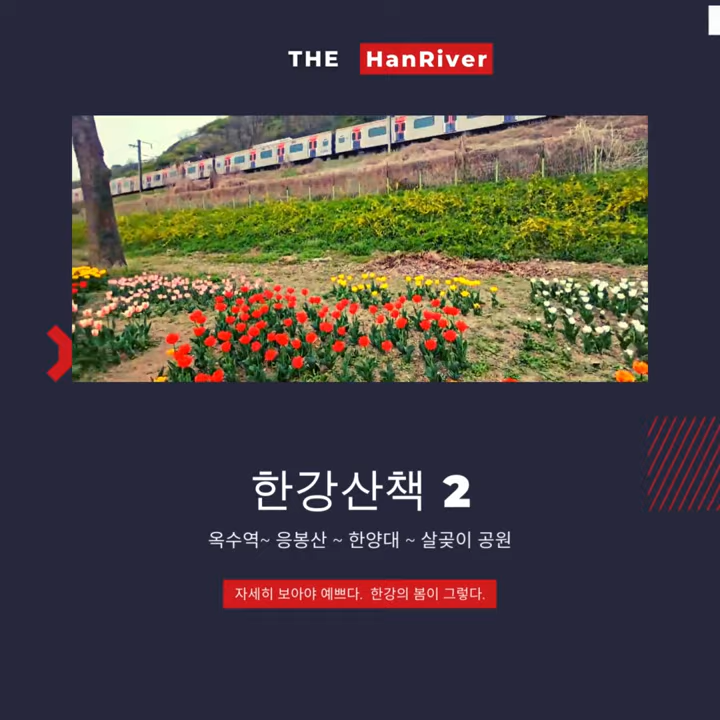 THE HanRiver
한강산책 2
옥수역~ 응봉산 ~ 한양대 ~ 살곶이 공원
자세히 보아야 예쁘다. 한강의 봄이 그렇다.